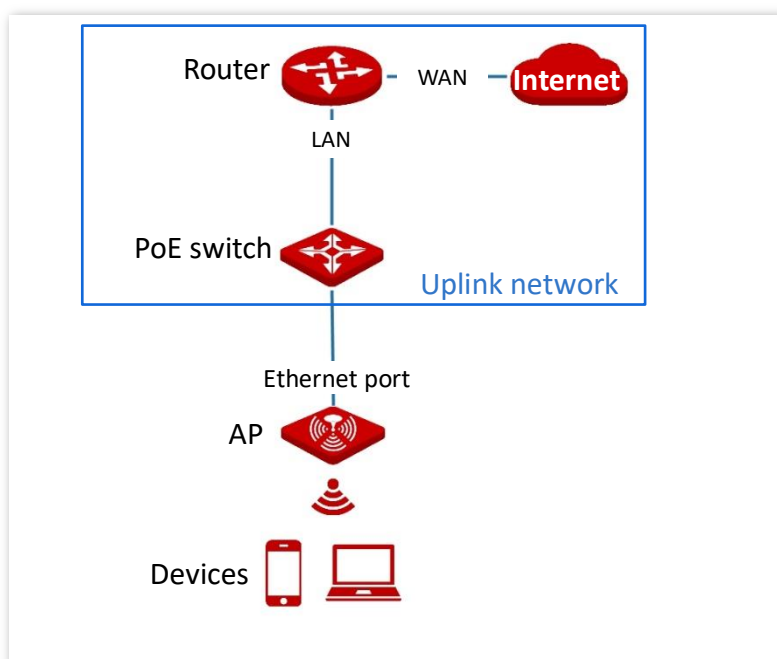 Router
WAN
Internet
LAN
PoE switch
Uplink network
Ethernet port
AP
Devices